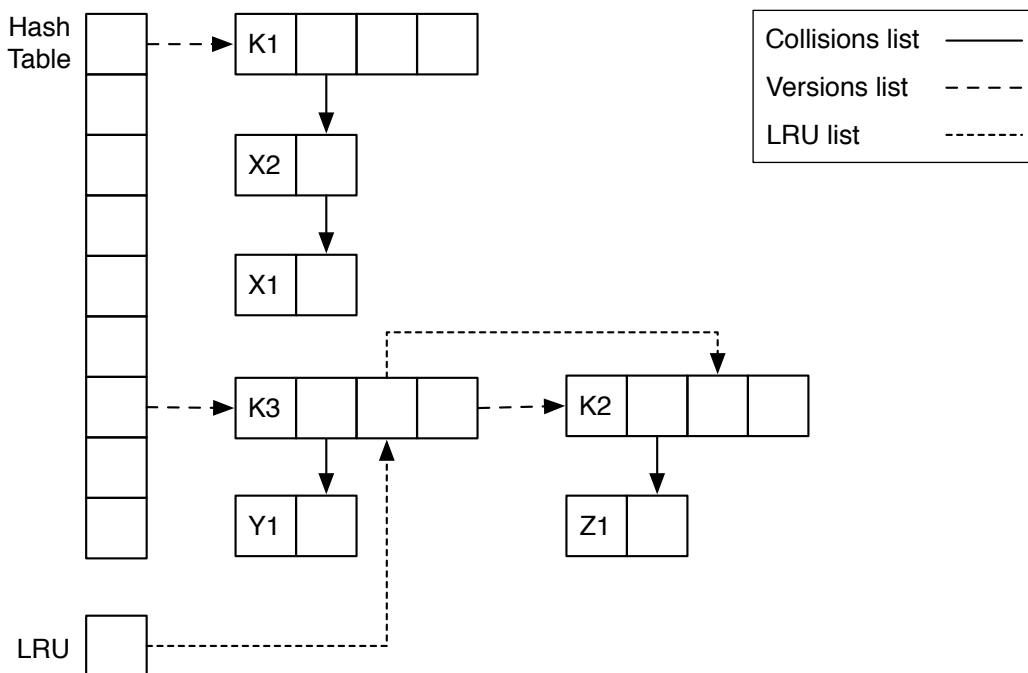 Hash
Table
K1
X2
X1
K3
K2
Y1
Z1
LRU
Collisions list
Versions list
LRU list